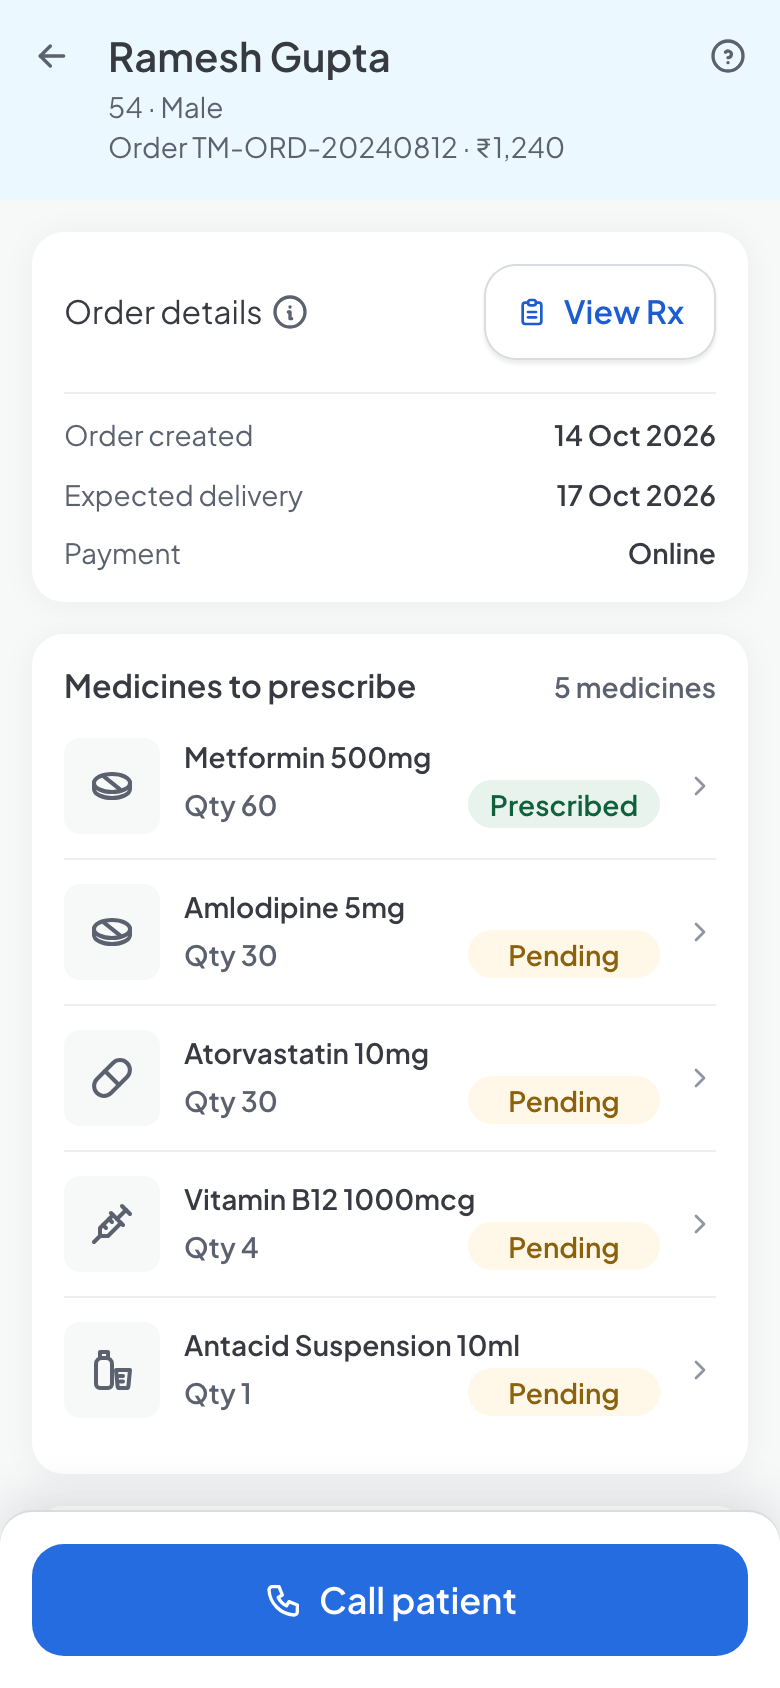 Ramesh Gupta
54 · Male
Order TM-ORD-20240812 · ₹1,240
Order details
View Rx
Order created
14 Oct 2026
Expected delivery
17 Oct 2026
Payment
Online
Medicines to prescribe
5 medicines
Metformin 500mg
Qty 60
Prescribed
Amlodipine 5mg
Qty 30
Pending
Atorvastatin 10mg
Qty 30
Pending
Vitamin B12 1000mcg
Qty 4
Pending
Antacid Suspension 10ml
Qty 1
Pending
Call patient